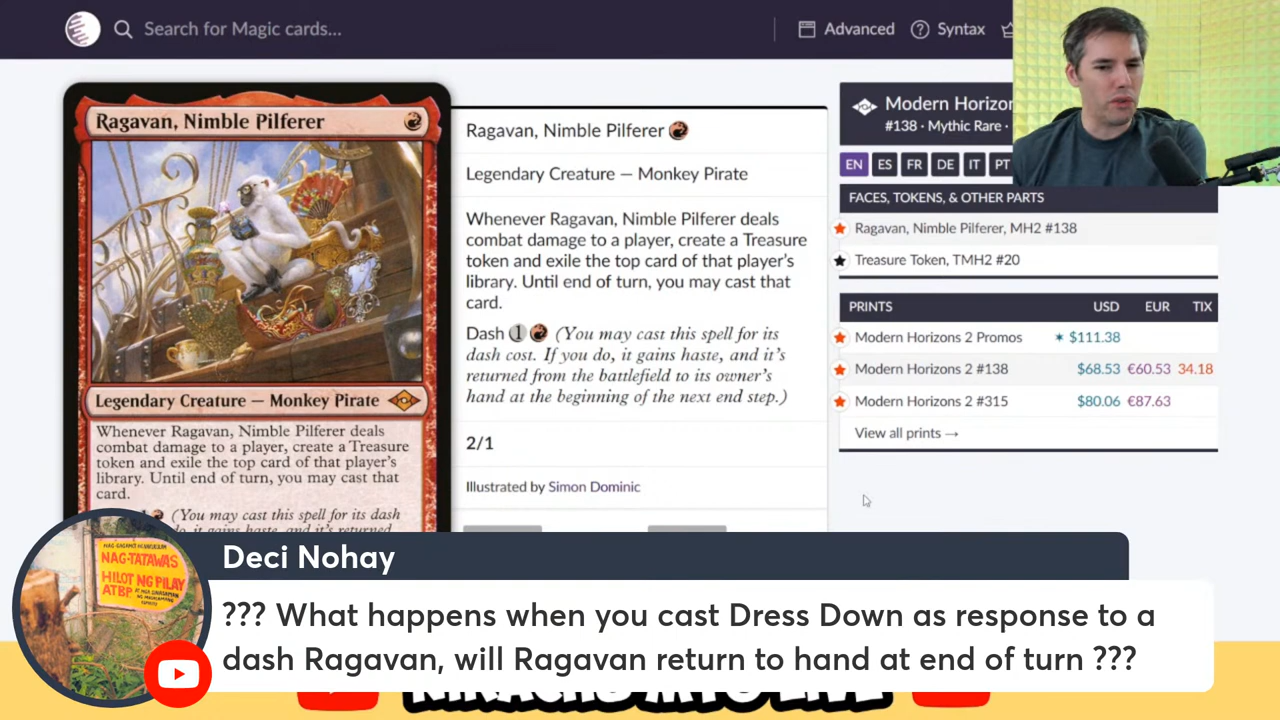 Search for Magic cards...
Advanced
Syntax
Ragavan, Nimble Pilferer
Legendary Creature — Monkey Pirate
Whenever Ragavan, Nimble Pilferer deals
combat damage to a player, create a Treasure
token and exile the top card of that player's
library. Until end of turn, you may cast that
card.
(You may cast this spell for its
Ragavan, Nimble Pilferer
Legendary Creature — Monkey Pirate
Whenever Ragavan, Nimble Pilferer deals
combat damage to a player, create a Treasure
token and exile the top card of that player's
library. Until end of turn, you may cast that
card.
Dash 1 (You may cast this spell for its
dash cost. If you do, it gains haste, and it's
returned from the battlefield to its owner's
hand at the beginning of the next end step.)
2/1
Illustrated by Simon Dominic
Modern Horizon
#138 · Mythic Rare ·
EN ES FR DE IT PT
FACES, TOKENS, & OTHER PARTS
Ragavan, Nimble Pilferer, MH2 #138
Treasure Token, TMH2 #20
PRINTS USD EUR TIX
Modern Horizons 2 Promos ✶ $111.38
Modern Horizons 2 #138 $68.53 €60.53 34.18
Modern Horizons 2 #315 $80.06 €87.63
View all prints →
NAG-TATAWAS
HILOT NG PILAY
ATBP
Deci Nohay
??? What happens when you cast Dress Down as response to a
dash Ragavan, will Ragavan return to hand at end of turn ???